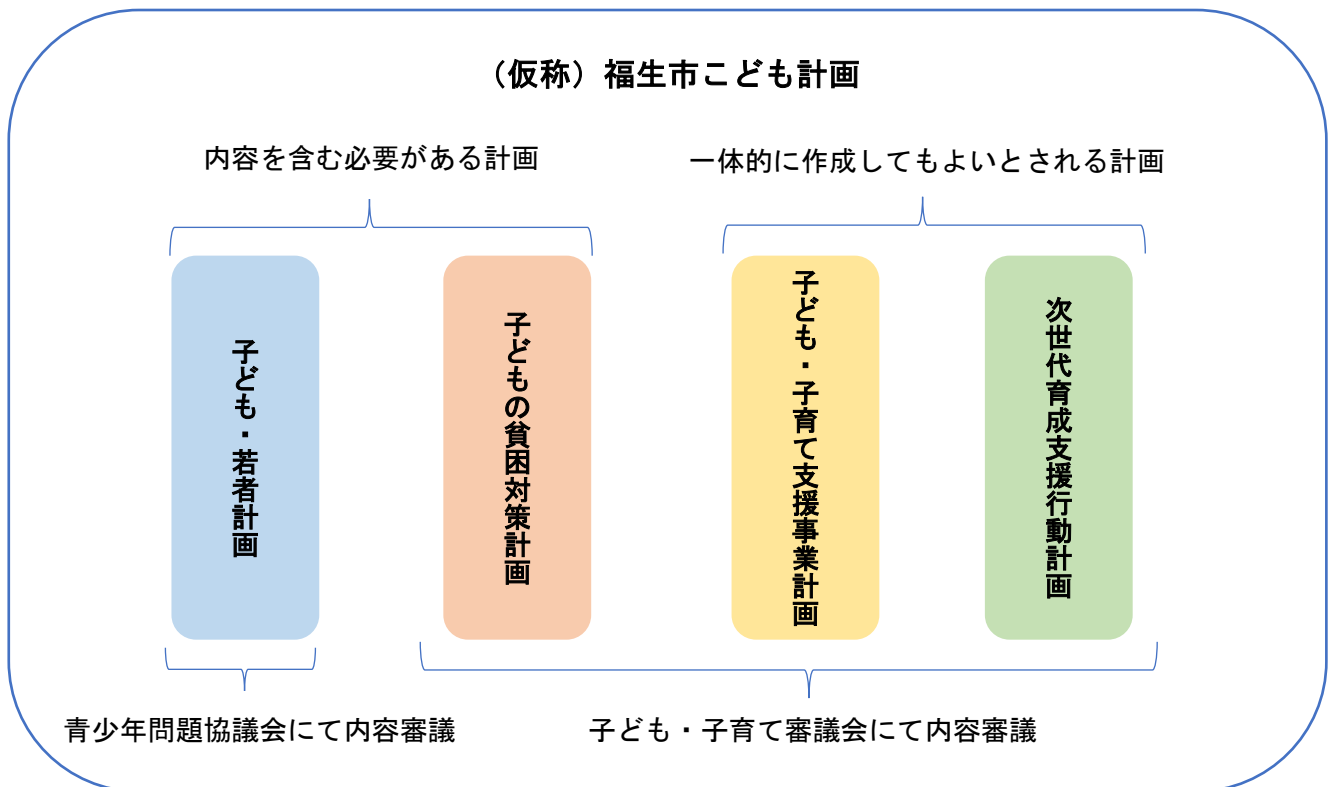 （仮称）福生市こども計画
内容を含む必要がある計画
一体的に作成してもよいとされる計画
子ども・若者計画
子どもの貧困対策計画
子ども・子育て支援事業計画
次世代育成支援行動計画
青少年問題協議会にて内容審議
子ども・子育て審議会にて内容審議